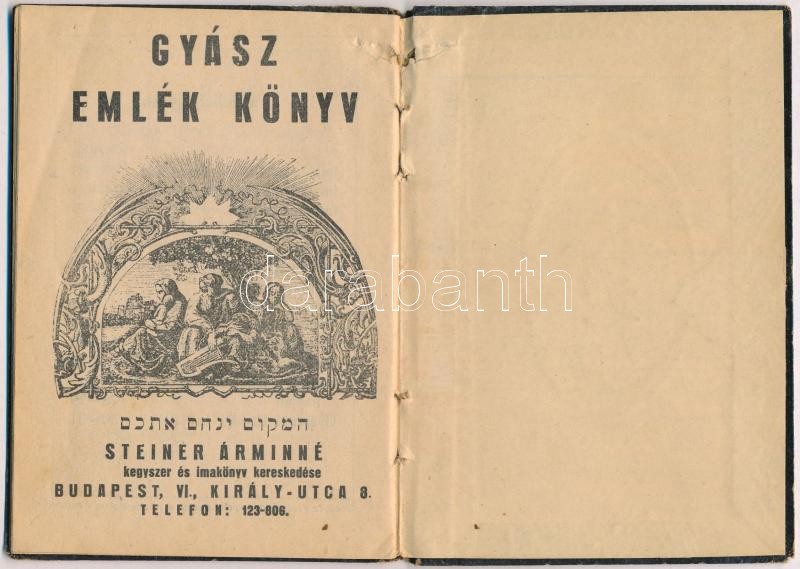 GYÁSZ
EMLÉK KÖNYV
darabanth
המקום ינחם אתכם
STEINER ÁRMINNÉ
kegyszer és imakönyv kereskedése
BUDAPEST, VI., KIRÁLY-UTCA 8.
TELEFON: 123-806.